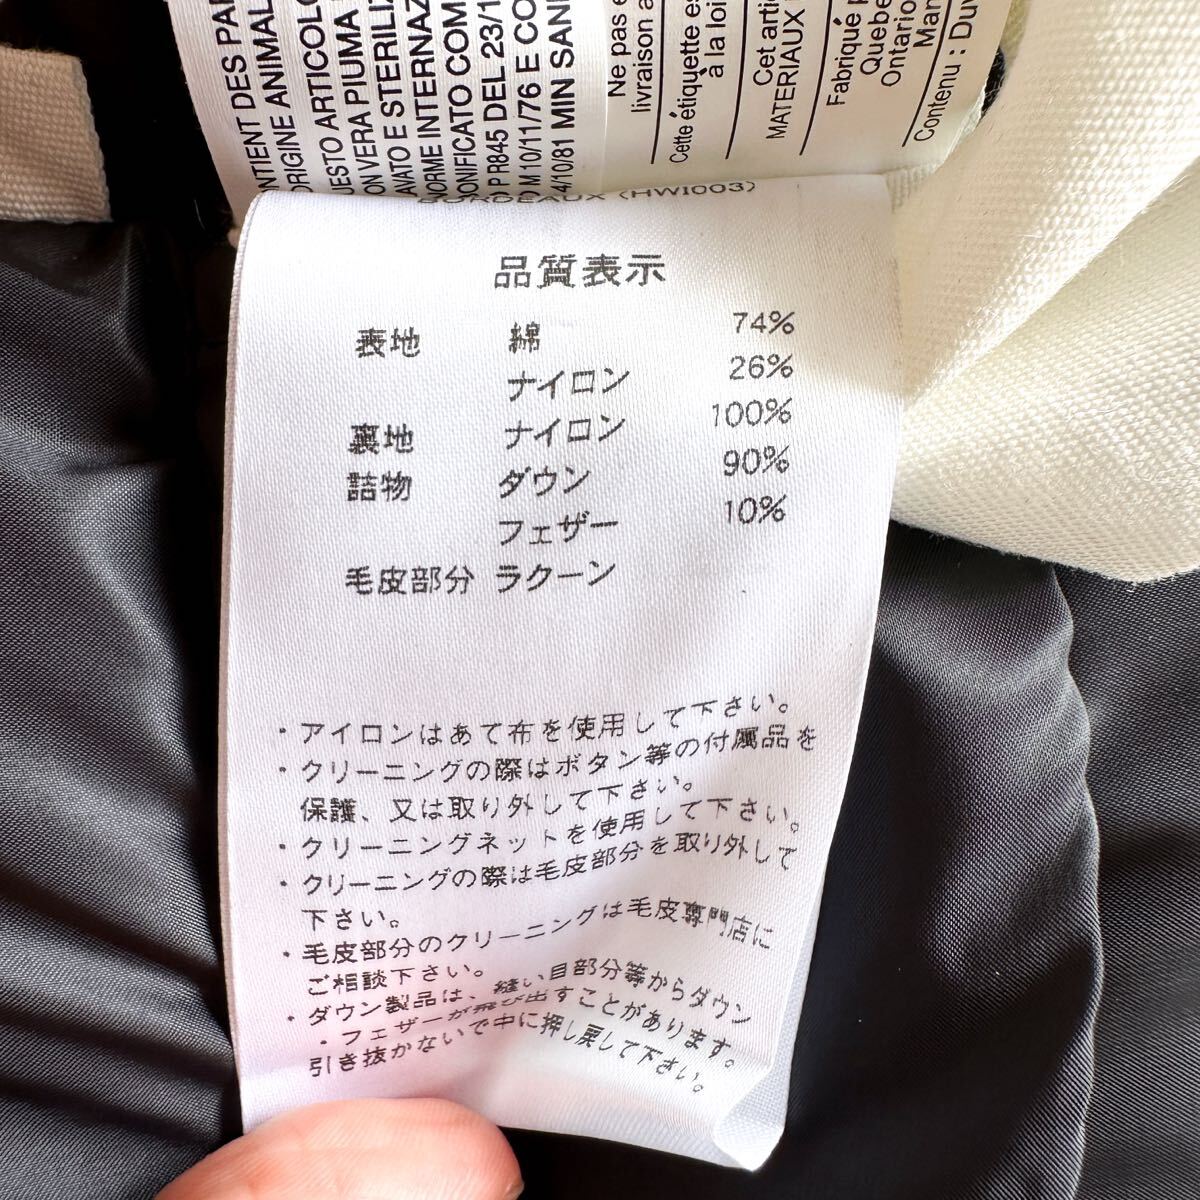 NTIENT DES PA
ORIGINE ANIMAL
UESTO ARTICOLO
ON VERA PIUMA
AVATO E STERILIZ
NORME INTERNAZ
BONIFICATO COM
P R845 DEL 23/1
M 10/11/76 E CO
4/10/81 MIN SAN
Ne pas e
livraison a
Cette étiquette es
à la loi
Cet arti
MATERIAUX
Fabriqué p
Quebe
Ontario
Man
Contenu : Du
BORDEAUX (HWI003)
品質表示
表地 綿 74%
ナイロン 26%
裏地 ナイロン 100%
詰物 ダウン 90%
フェザー 10%
毛皮部分 ラクーン
・アイロンはあて布を使用して下さい。
・クリーニングの際はボタン等の付属品を
保護、又は取り外して下さい。
・クリーニングネットを使用して下さい。
・クリーニングの際は毛皮部分を取り外して
下さい。
・毛皮部分のクリーニングは毛皮専門店に
ご相談下さい。
・ダウン製品は、縫い目部分等からダウン
・フェザーが飛び出すことがあります。
引き抜かないで中に押し戻して下さい。